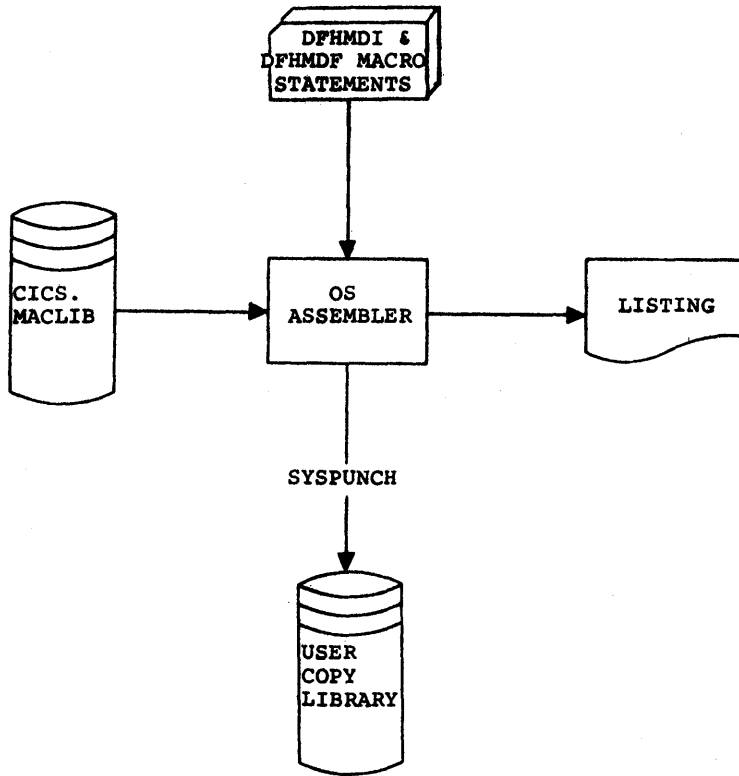 DFHMDI &
DFHMDF MACRO
STATEMENTS
CICS.
MACLIB
OS
ASSEMBLER
LISTING
SYSPUNCH
USER
COPY
LIBRARY